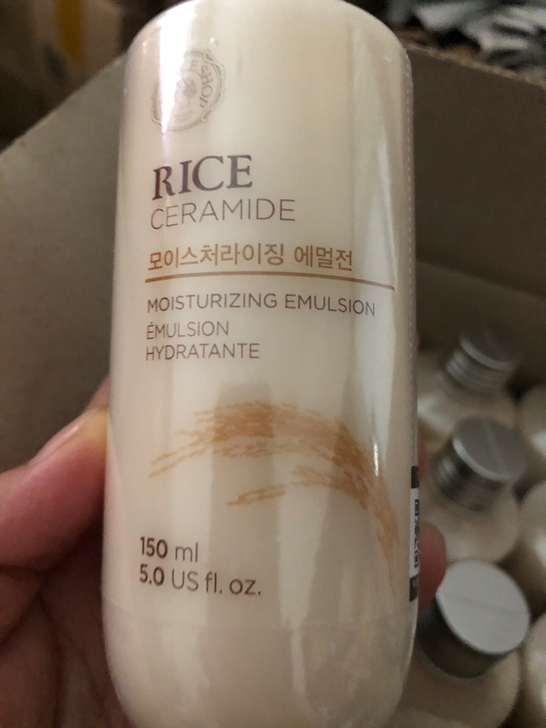 RICE
CERAMIDE
모이스처라이징 에멀전
MOISTURIZING EMULSION
ÉMULSION
HYDRATANTE
150 ml
5.0 US fl. oz.